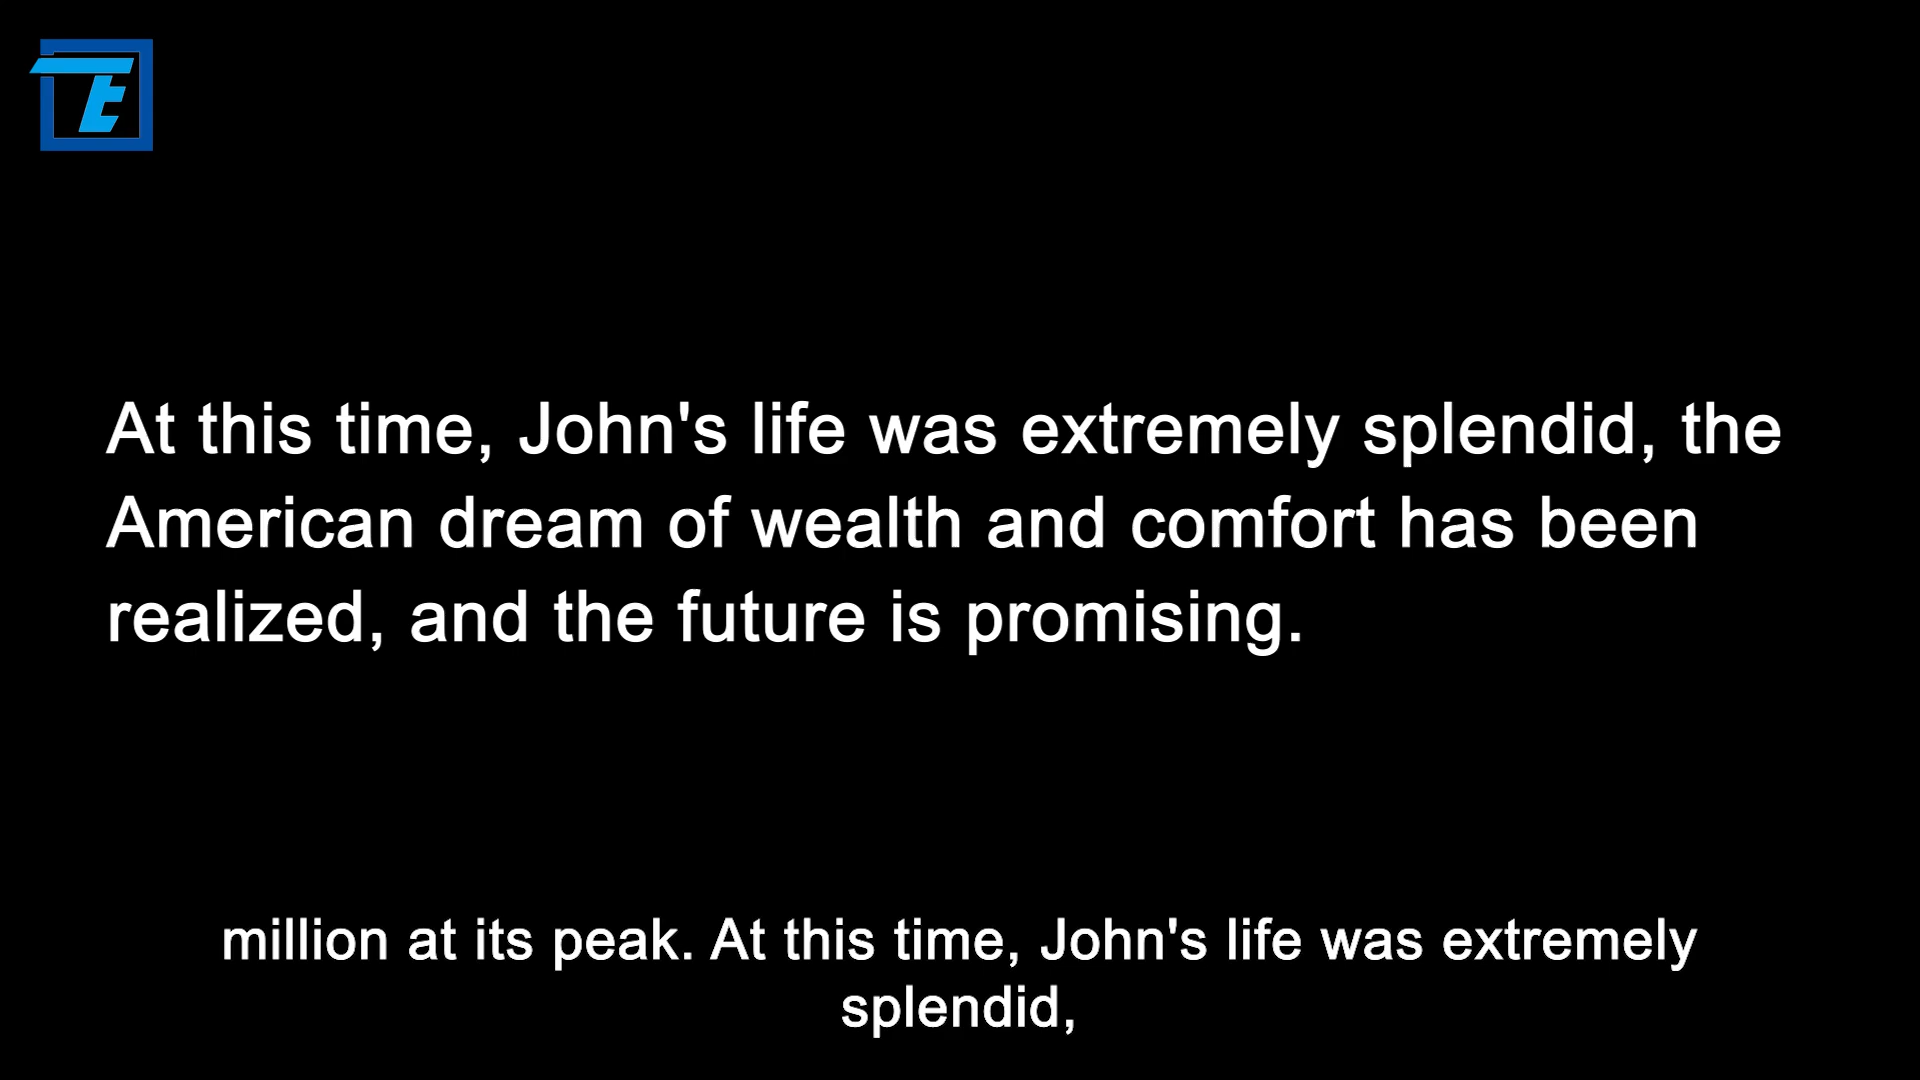 At this time, John's life was extremely splendid, the
American dream of wealth and comfort has been
realized, and the future is promising.
million at its peak. At this time, John's life was extremely
splendid,